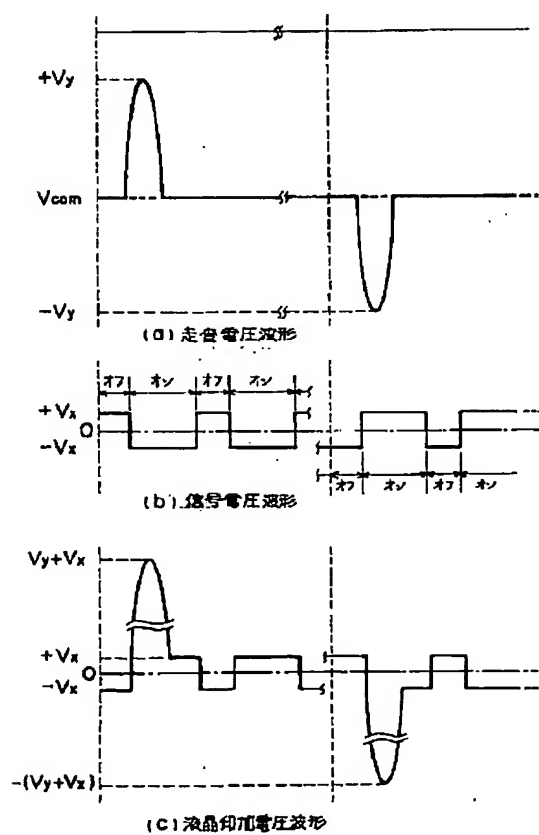 +Vy
Vcom
−Vy
(a) 走査電圧波形
オフ オン オフ オン
+Vx
0
−Vx
オフ オン オフ オン
(b) 信号電圧波形
Vy+Vx
+Vx
0
−Vx
−(Vy+Vx)
(c) 液晶印加電圧波形